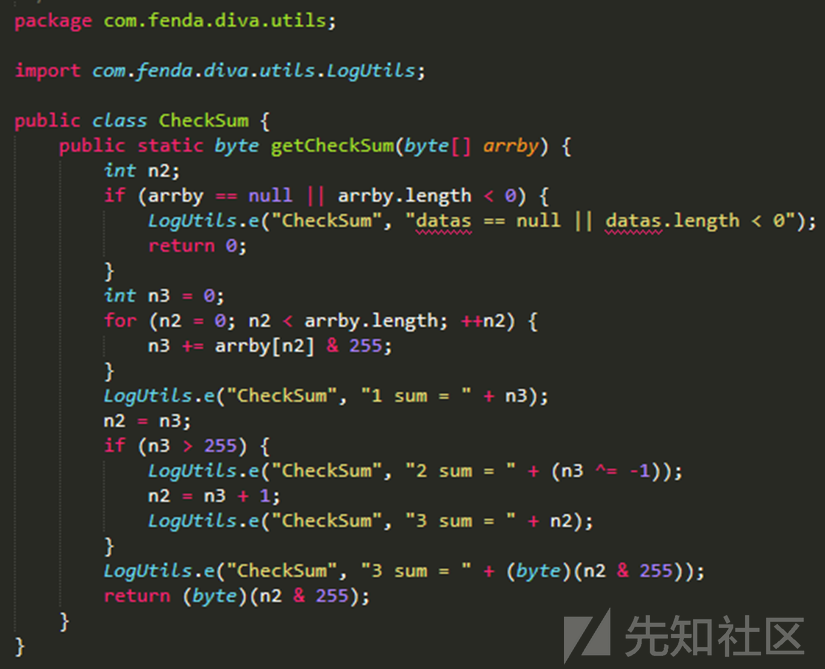 package com.fenda.diva.utils;
import com.fenda.diva.utils.LogUtils;
public class CheckSum {
public static byte getCheckSum(byte[] arrby) {
int n2;
if (arrby == null || arrby.length < 0) {
LogUtils.e("CheckSum", "datas == null || datas.length < 0");
return 0;
}
int n3 = 0;
for (n2 = 0; n2 < arrby.length; ++n2) {
n3 += arrby[n2] & 255;
}
LogUtils.e("CheckSum", "1 sum = " + n3);
n2 = n3;
if (n3 > 255) {
LogUtils.e("CheckSum", "2 sum = " + (n3 ^= -1));
n2 = n3 + 1;
LogUtils.e("CheckSum", "3 sum = " + n2);
}
LogUtils.e("CheckSum", "3 sum = " + (byte)(n2 & 255));
return (byte)(n2 & 255);
}
}
先知社区